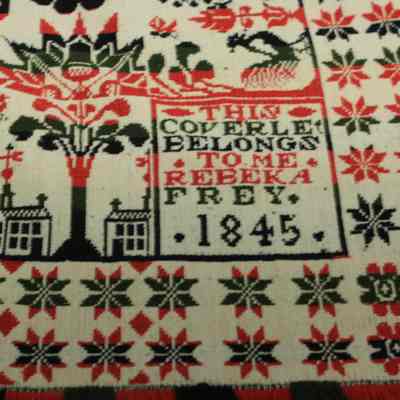 THIS
COVERLET
BELONGS
TO ME
REBEKA
FREY.
· 1845 ·